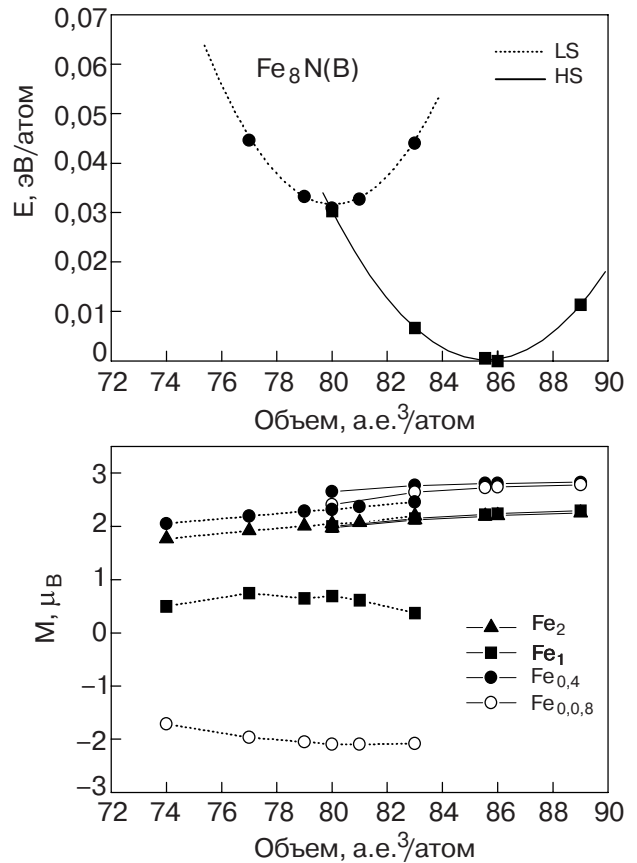 0,07
0,06
0,05
0,04
0,03
0,02
0,01
0
E, эВ/атом
Fe8N(B)
LS
HS
72 74 76 78 80 82 84 86 88 90
Объем, а.е.3/атом
3
2
1
0
−1
−2
−3
M, μB
Fe2
Fe1
Fe0,4
Fe0,0,8
72 74 76 78 80 82 84 86 88 90
Объем, а.е.3/атом